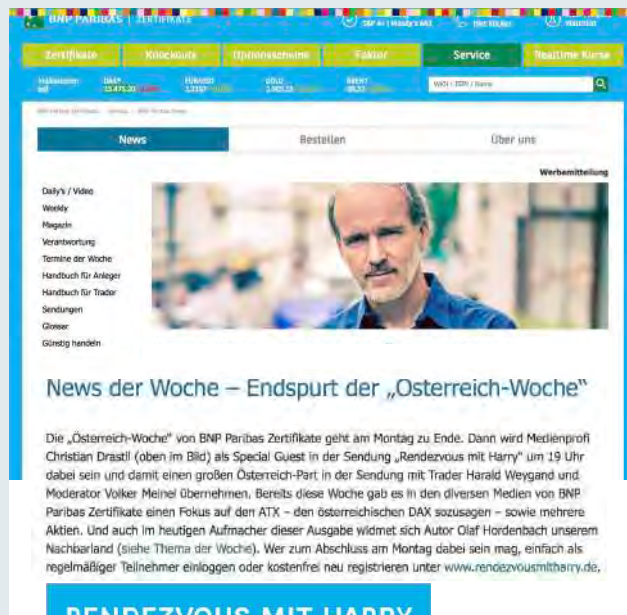 BNP PARIBAS | ZERTIFIKATE
Zertifikate Knockouts Optionsscheine Faktor Service Realtime Kurse
DAX® EUR/USD GOLD BRENT WKN / ISIN / Name
News Bestellen Über uns
Werbemitteilung
Daily's / Video
Weekly
Magazin
Verantwortung
Termine der Woche
Handbuch für Anleger
Handbuch für Trader
Sendungen
Glossar
Günstig handeln
News der Woche – Endspurt der „Österreich-Woche“
Die „Österreich-Woche“ von BNP Paribas Zertifikate geht am Montag zu Ende. Dann wird Medienprofi
Christian Drastil (oben im Bild) als Special Guest in der Sendung „Rendezvous mit Harry“ um 19 Uhr
dabei sein und damit einen großen Österreich-Part in der Sendung mit Trader Harald Weygand und
Moderator Volker Meinel übernehmen. Bereits diese Woche gab es in den diversen Medien von BNP
Paribas Zertifikate einen Fokus auf den ATX – den österreichischen DAX sozusagen – sowie mehrere
Aktien. Und auch im heutigen Aufmacher dieser Ausgabe widmet sich Autor Olaf Hordenbach unserem
Nachbarland (siehe Thema der Woche). Wer zum Abschluss am Montag dabei sein mag, einfach als
regelmäßiger Teilnehmer einloggen oder kostenfrei neu registrieren unter www.rendezvousmitharry.de.
RENDEZVOUS MIT HARRY